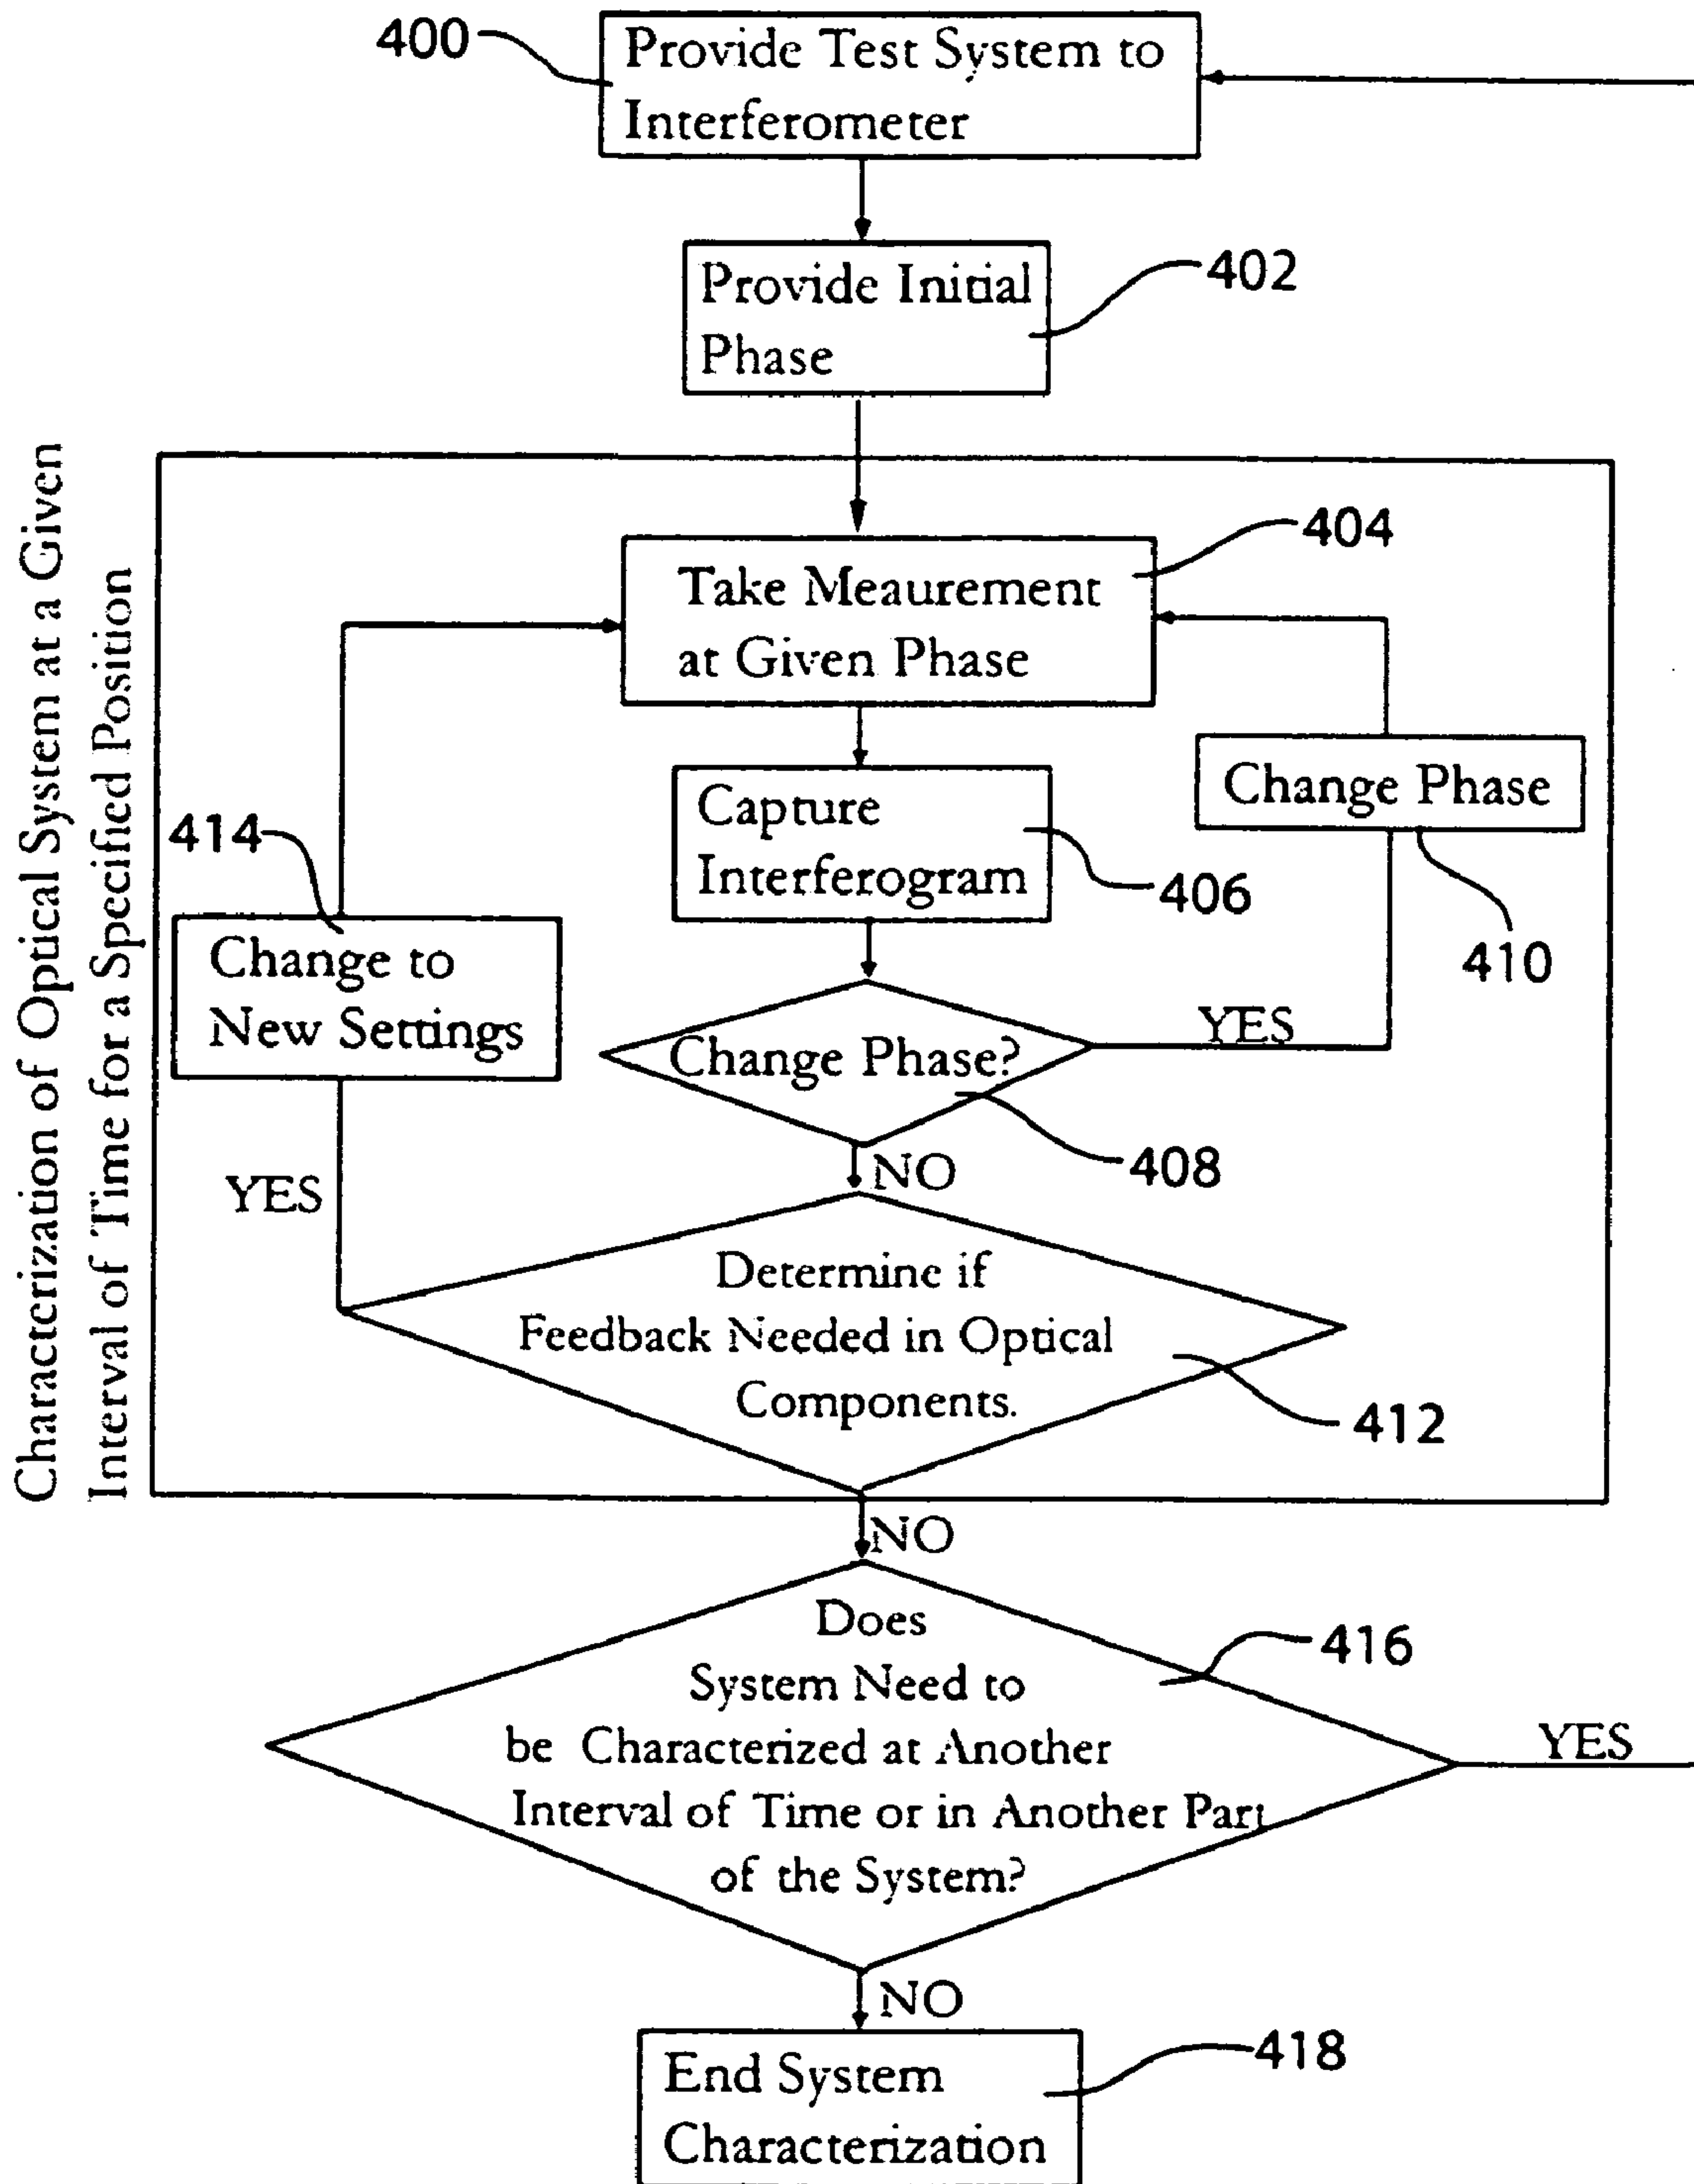 400
Provide Test System to
Interferometer
Provide Initial
Phase
402
Characterization of Optical System at a Given
Interval of Time for a Specified Position
404
Take Meaurement
at Given Phase
Change Phase
410
Capture
Interferogram
406
414
Change to
New Settings
Change Phase?
YES
408
NO
YES
Determine if
Feedback Needed in Optical
Components.
412
NO
Does
System Need to
be Characterized at Another
Interval of Time or in Another Part
of the System?
416
YES
NO
End System
Characterization
418